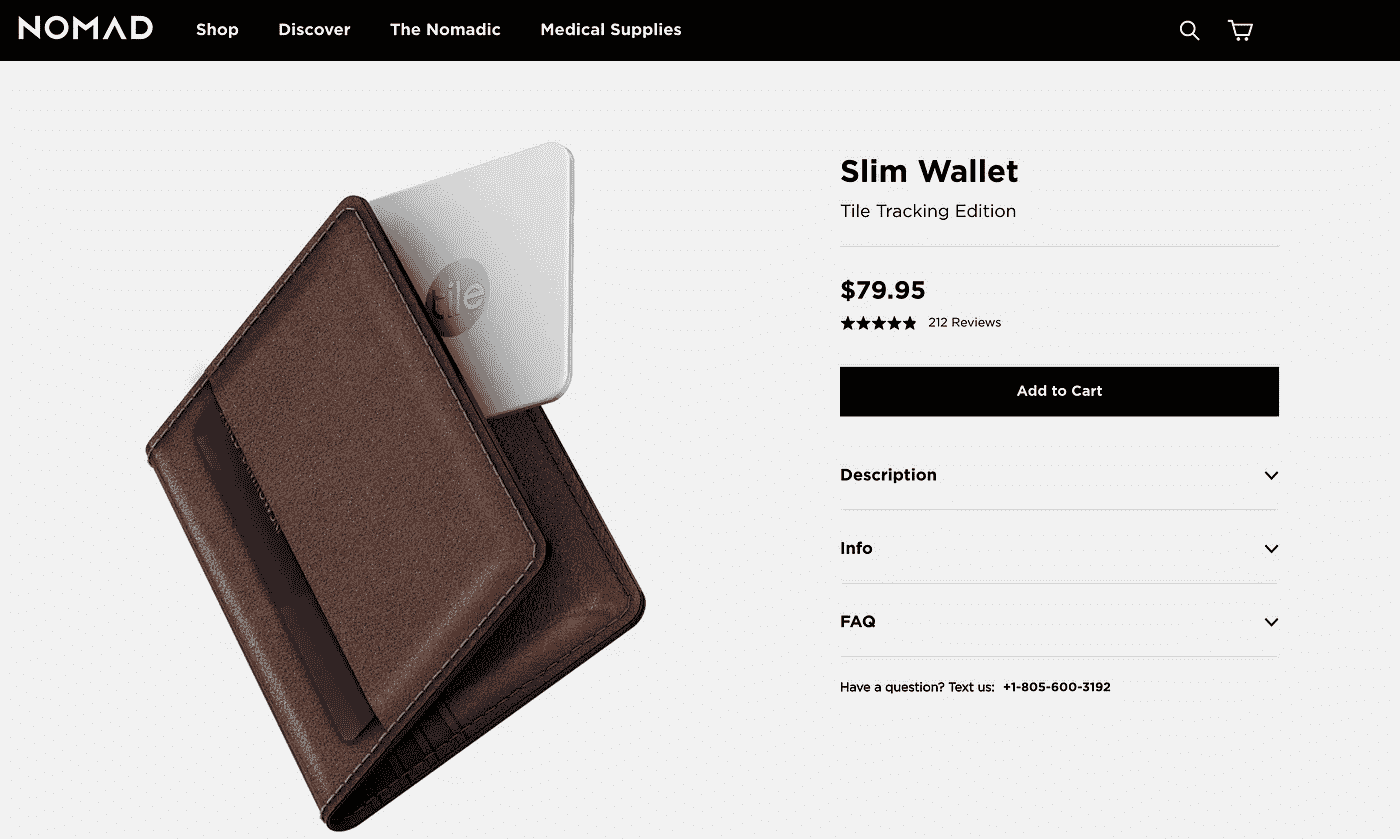 NOMAD Shop Discover The Nomadic Medical Supplies
tile
Slim Wallet
Tile Tracking Edition
$79.95
212 Reviews
Add to Cart
Description
Info
FAQ
Have a question? Text us: +1-805-600-3192